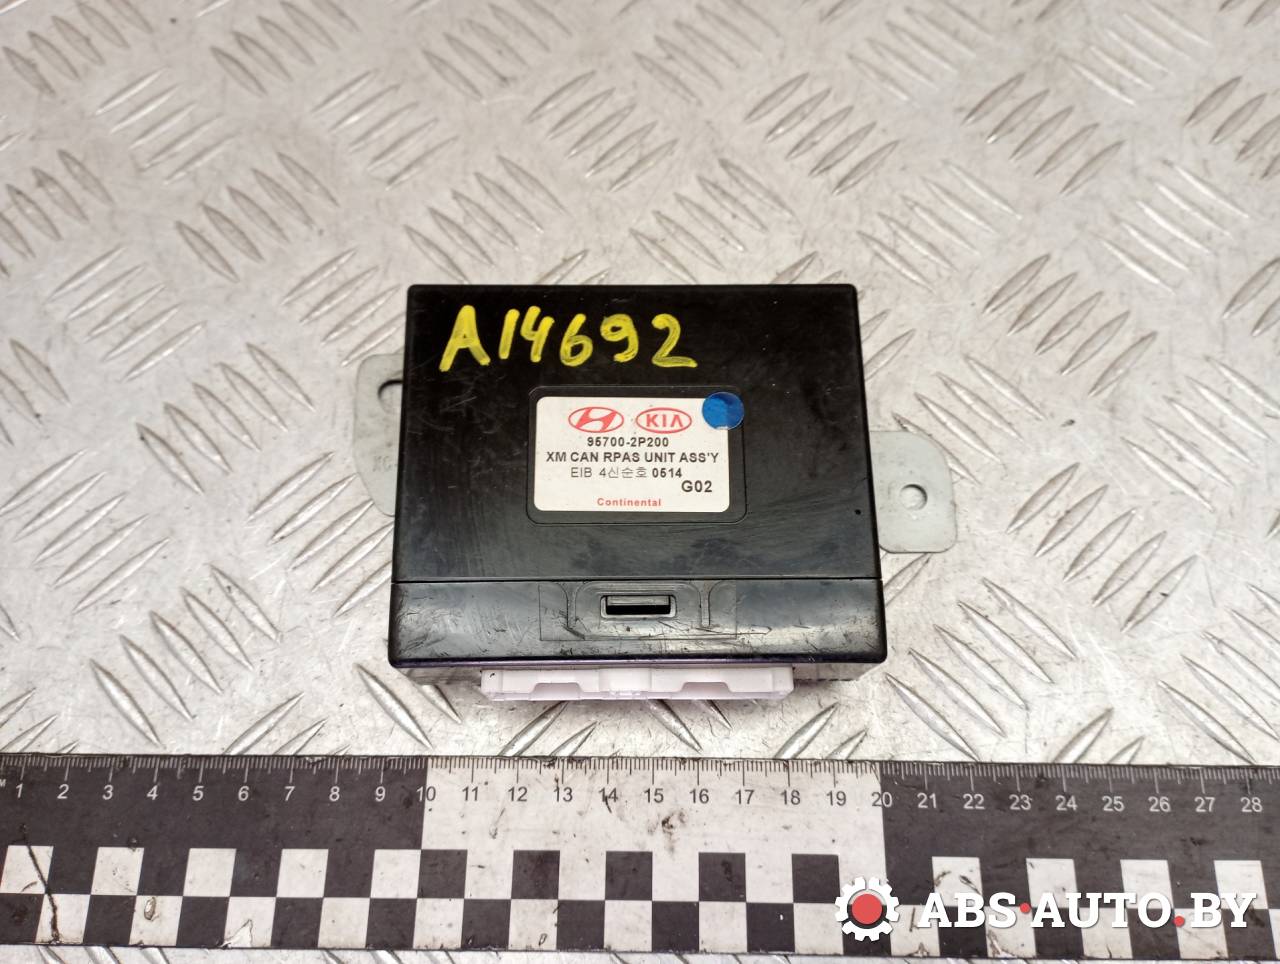 A14692
KIA
95700-2P200
XM CAN RPAS UNIT ASS'Y
EIB 4신순호 0514
G02
Continental
1 2 3 4 5 6 7 8 9 10 11 12 13 14 15 16 17 18 19 20 21 22 23 24 25 26 27 28
ABS-AUTO.BY